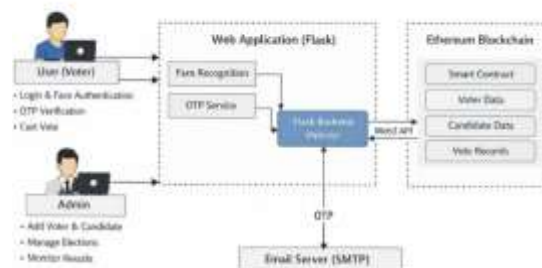 Web Application (Flask)
Ethereum Blockchain
User (Voter)
• Login & Face Authentication
• OTP Verification
• Cast Vote
Face Recognition
OTP Service
Flask Backend
Web3 API
Smart Contract
Voter Data
Candidate Data
Vote Records
Admin
• Add Voter & Candidate
• Manage Elections
• Monitor Results
OTP
Email Server (SMTP)